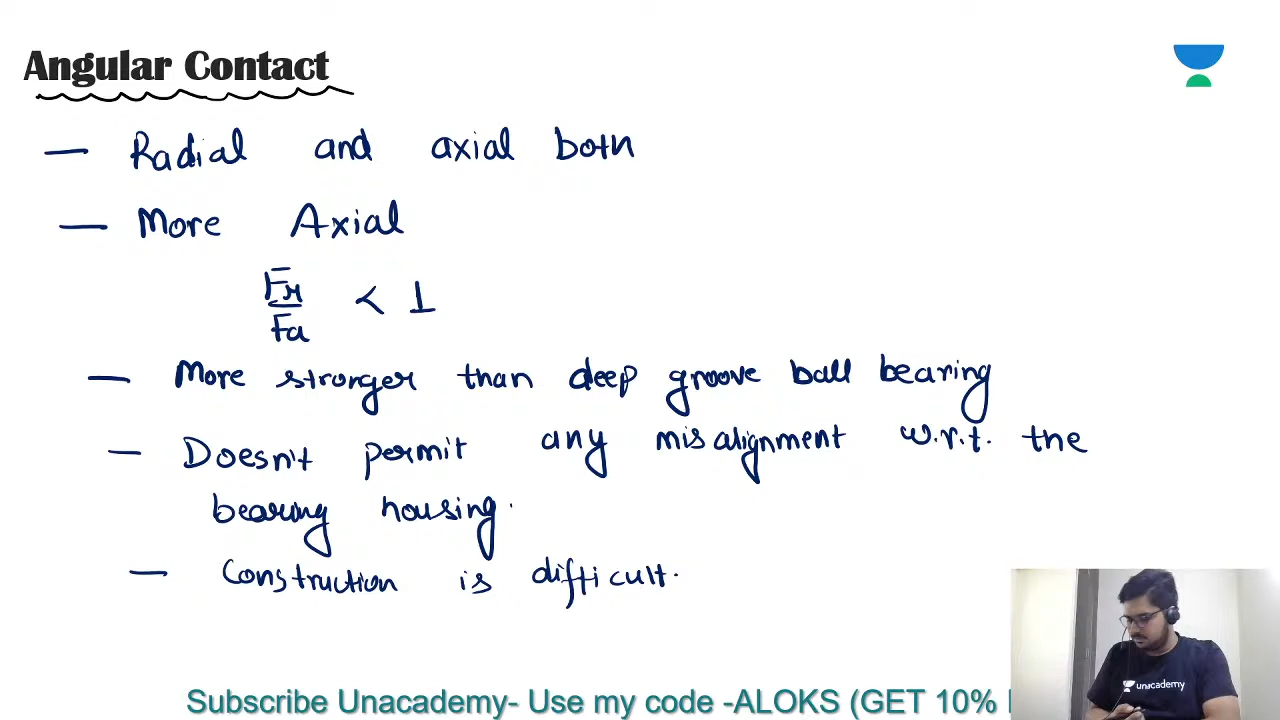 Angular Contact
— Radial and axial both
— More Axial
Fr/Fa < 1
— More stronger than deep groove ball bearing
— Doesn't permit any misalignment w.r.t. the
bearing housing.
— Construction is difficult.
unacademy
Subscribe Unacademy- Use my code -ALOKS (GET 10%